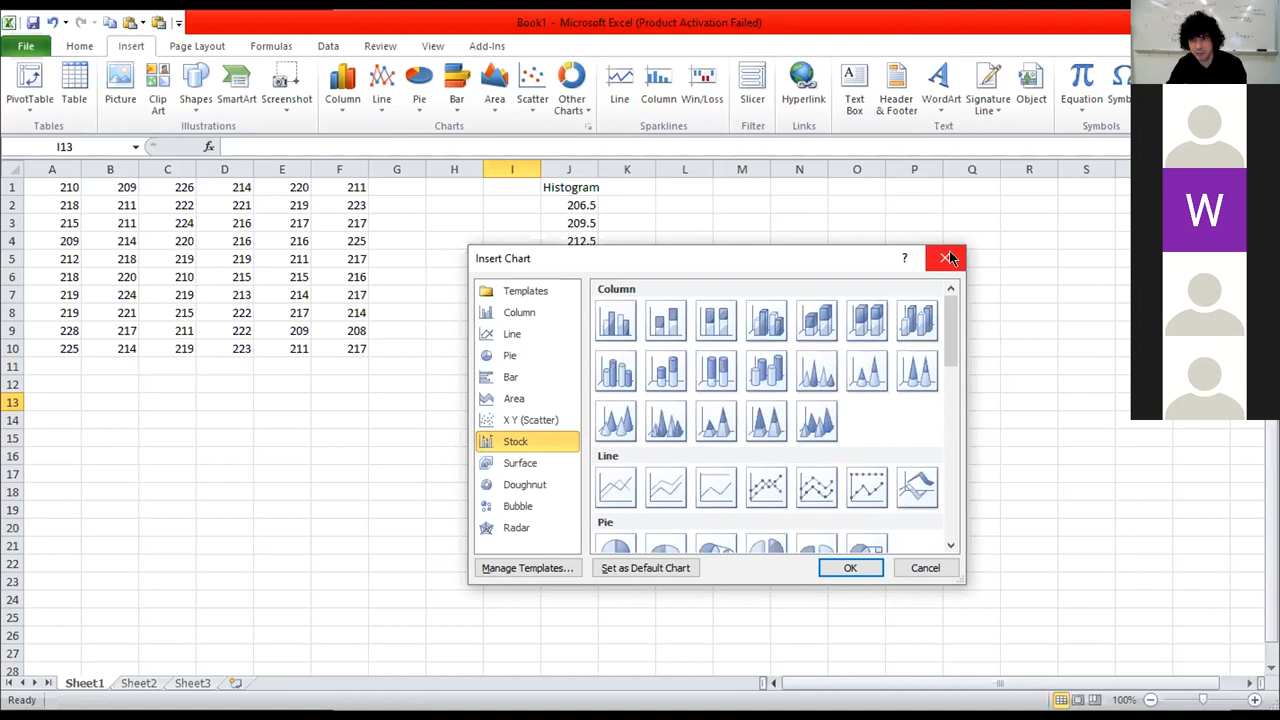 Book1 - Microsoft Excel (Product Activation Failed)
File Home Insert Page Layout Formulas Data Review View Add-Ins
PivotTable Table Picture Clip Art Shapes SmartArt Screenshot Column Line Pie Bar Area Scatter Other Charts Line Column Win/Loss Slicer Hyperlink Text Box Header & Footer WordArt Signature Line Object Equation Symb
Tables Illustrations Charts Sparklines Filter Links Text Symbols
I13 fx
A B C D E F G H I J K L M N O P Q R S
1 210 209 226 214 220 211 Histogram
2 218 211 222 221 219 223 206.5
3 215 211 224 216 217 217 209.5
4 209 214 220 216 216 225 212.5
5 212 218 219 219 211 217
6 218 220 210 215 215 216
7 219 224 219 213 214 217
8 219 221 215 222 217 214
9 228 217 211 222 209 208
10 225 214 219 223 211 217
11
12
13
14
15
16
17
18
19
20
21
22
23
24
25
26
27
28
Insert Chart ?
Templates
Column
Line
Pie
Bar
Area
X Y (Scatter)
Stock
Surface
Doughnut
Bubble
Radar
Column
Line
Pie
Manage Templates... Set as Default Chart OK Cancel
W
Sheet1 Sheet2 Sheet3
Ready 100%